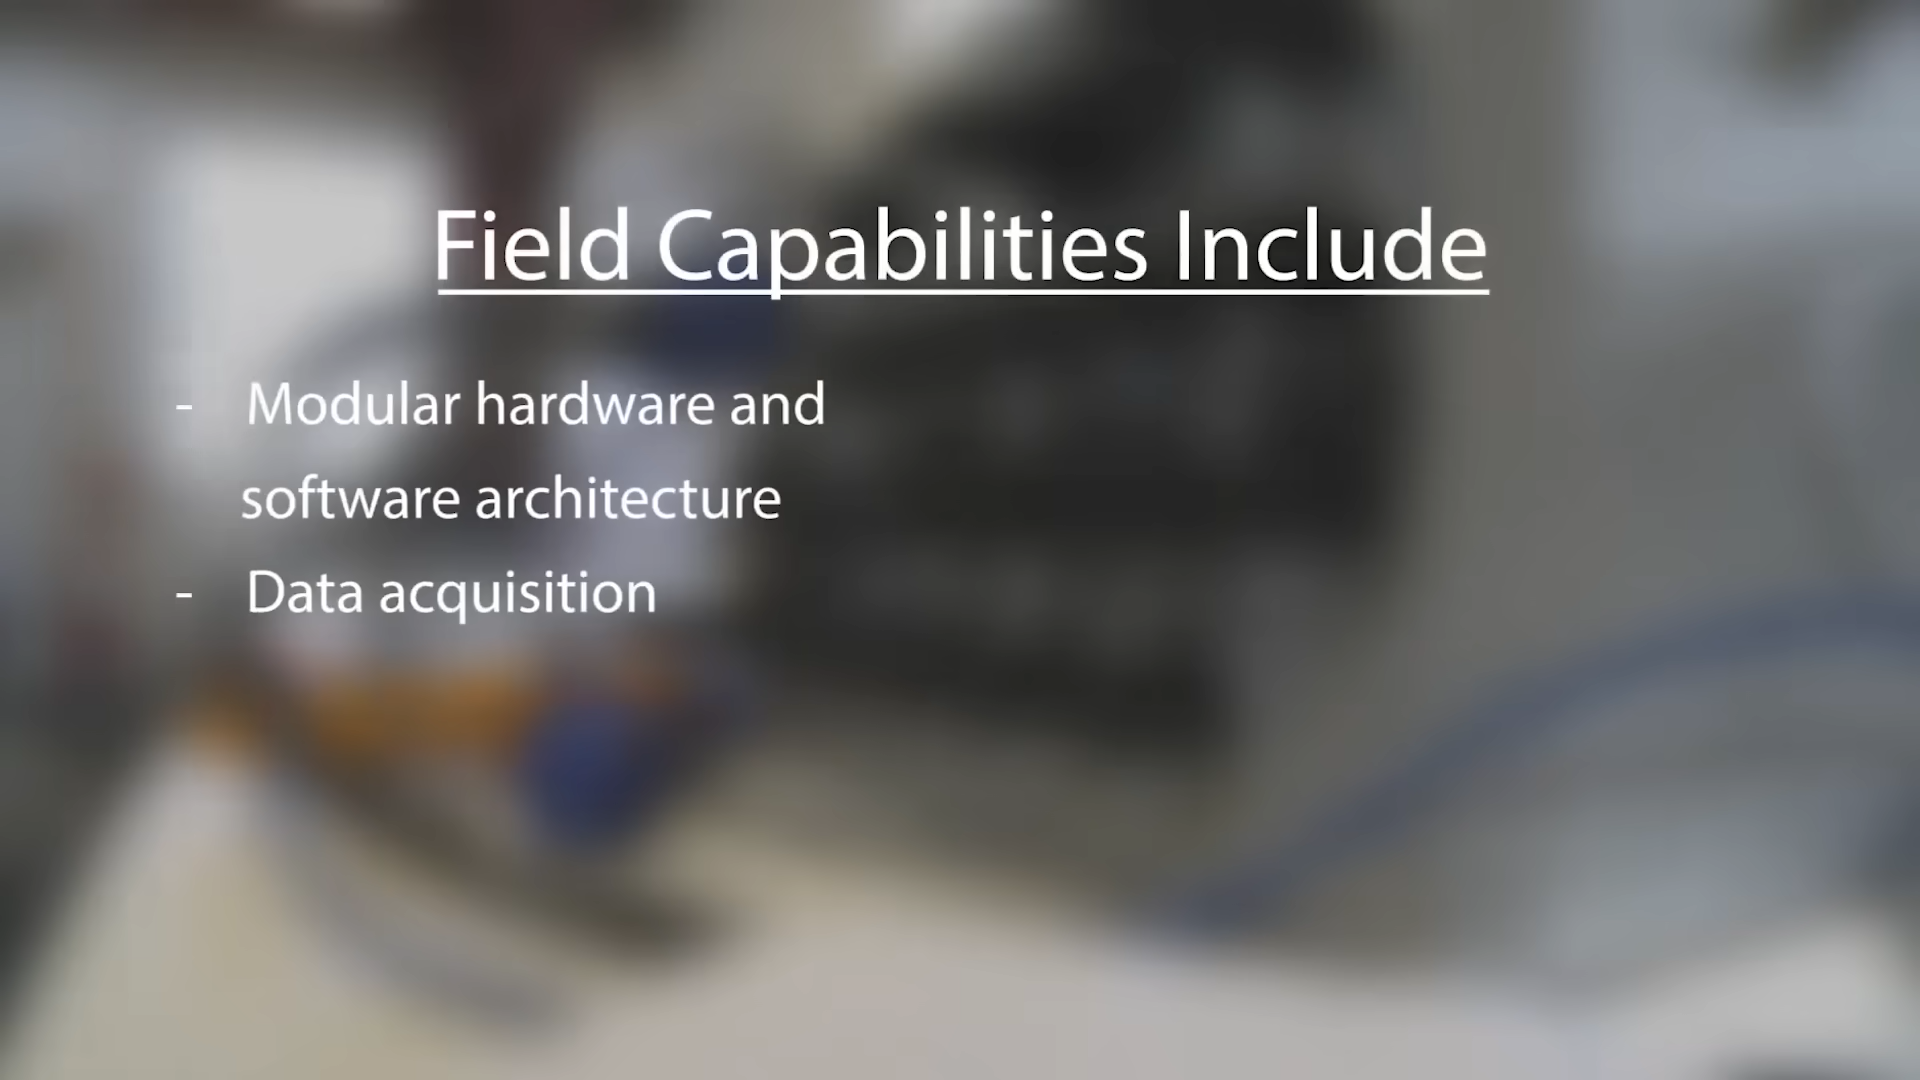 Field Capabilities Include
- Modular hardware and
software architecture
- Data acquisition